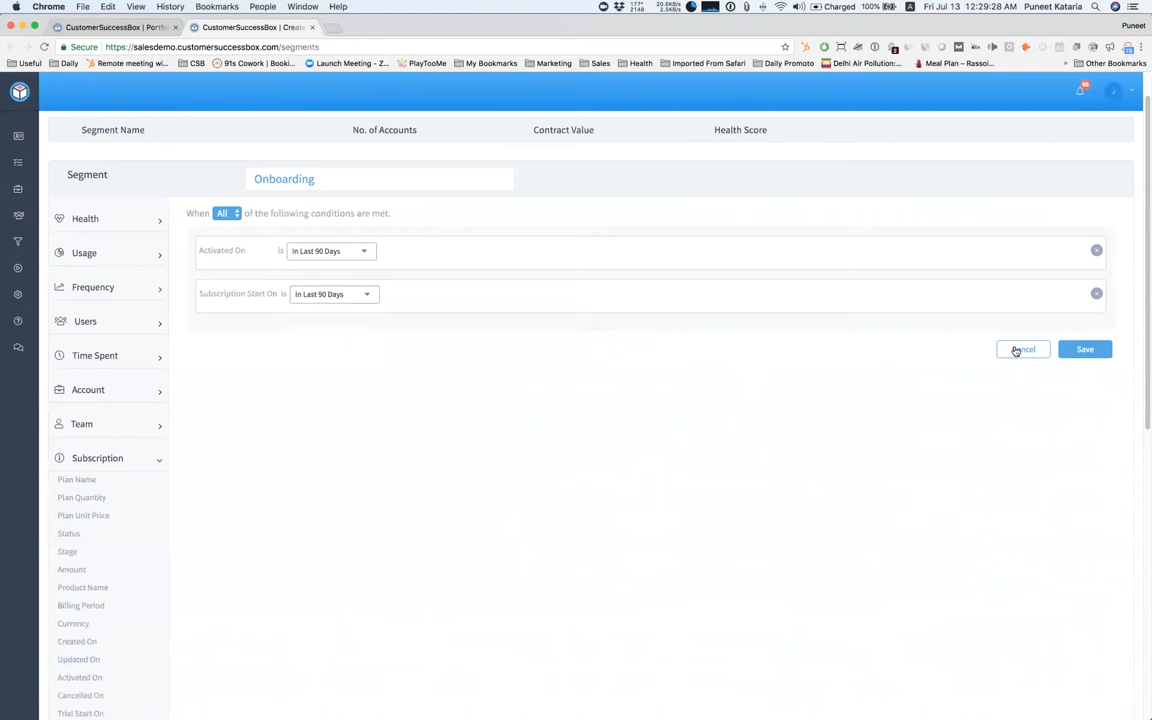 Chrome File Edit View History Bookmarks People Window Help Charged 100% Fri Jul 13 12:29:28 AM Puneet Kataria
CustomerSuccessBox | Portfo CustomerSuccessBox | Create Puneet
Secure https://salesdemo.customersuccessbox.com/segments
Useful Daily Remote meeting wi... CSB 91s Cowork | Booki... Launch Meeting - Z... PlayTooMe My Bookmarks Marketing Sales Health Imported From Safari Daily Promoto Delhi Air Pollution:... Meal Plan – Rassoi... » Other Bookmarks
Segment Name No. of Accounts Contract Value Health Score
Segment Onboarding
When All of the following conditions are met.
Health
Activated On is In Last 90 Days
Usage
Frequency
Subscription Start On is In Last 90 Days
Users
Time Spent
Save
Account
Team
Subscription
Plan Name
Plan Quantity
Plan Unit Price
Status
Stage
Amount
Product Name
Billing Period
Currency
Created On
Updated On
Activated On
Cancelled On
Trial Start On